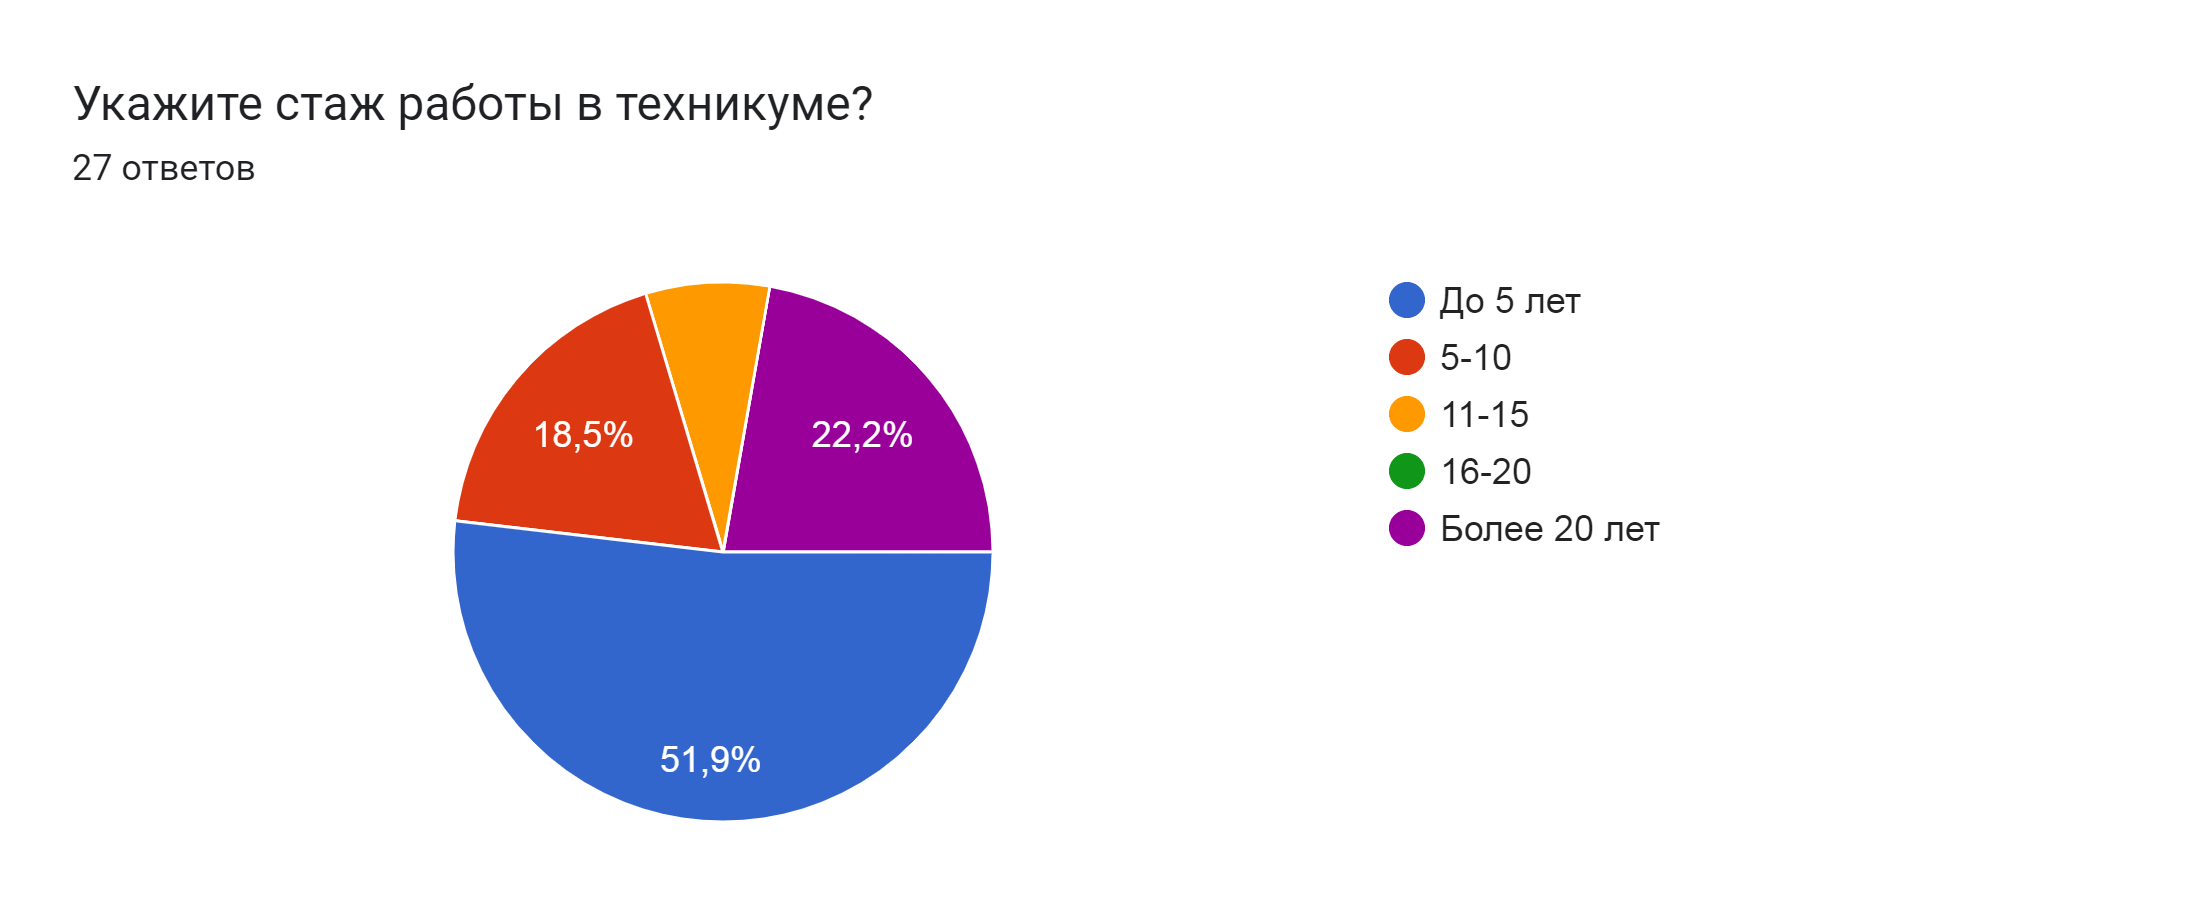 Укажите стаж работы в техникуме?
27 ответов
18,5%
22,2%
51,9%
До 5 лет
5-10
11-15
16-20
Более 20 лет